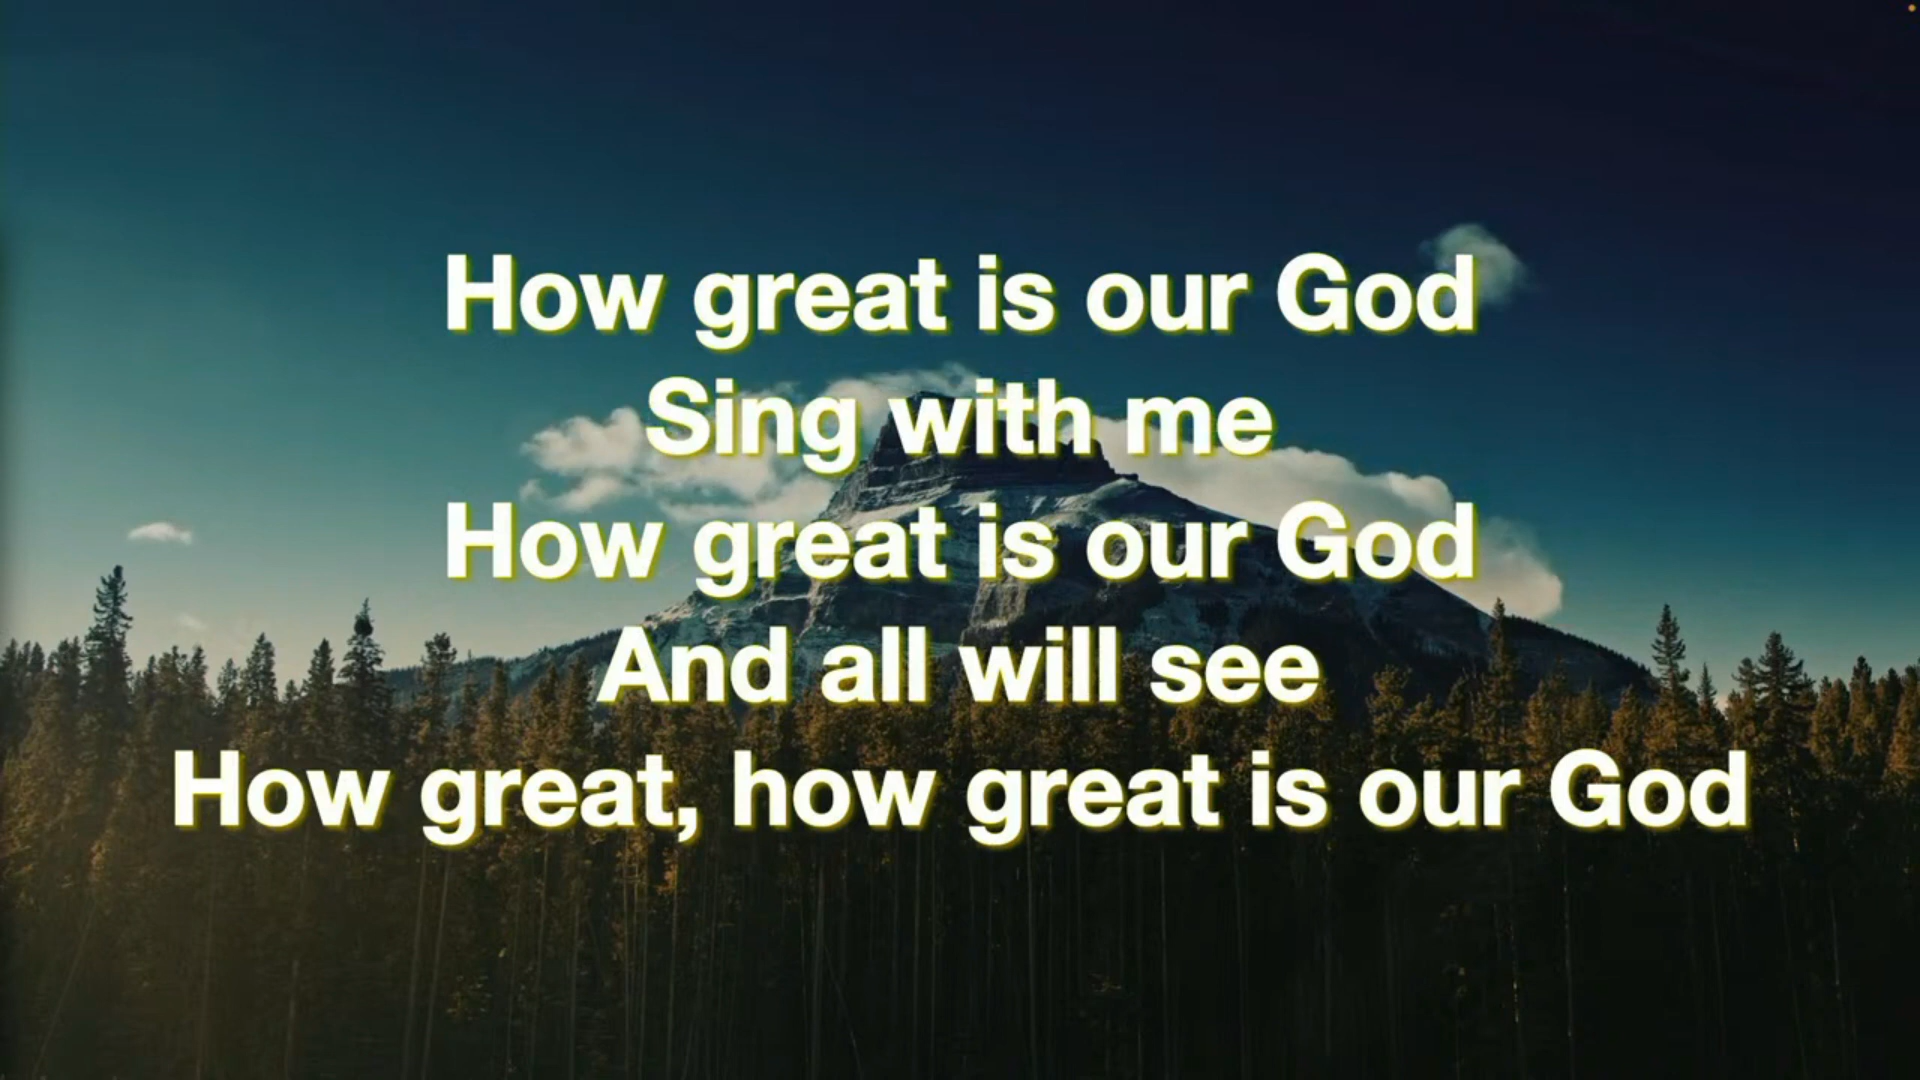 How great is our God
Sing with me
How great is our God
And all will see
How great, how great is our God